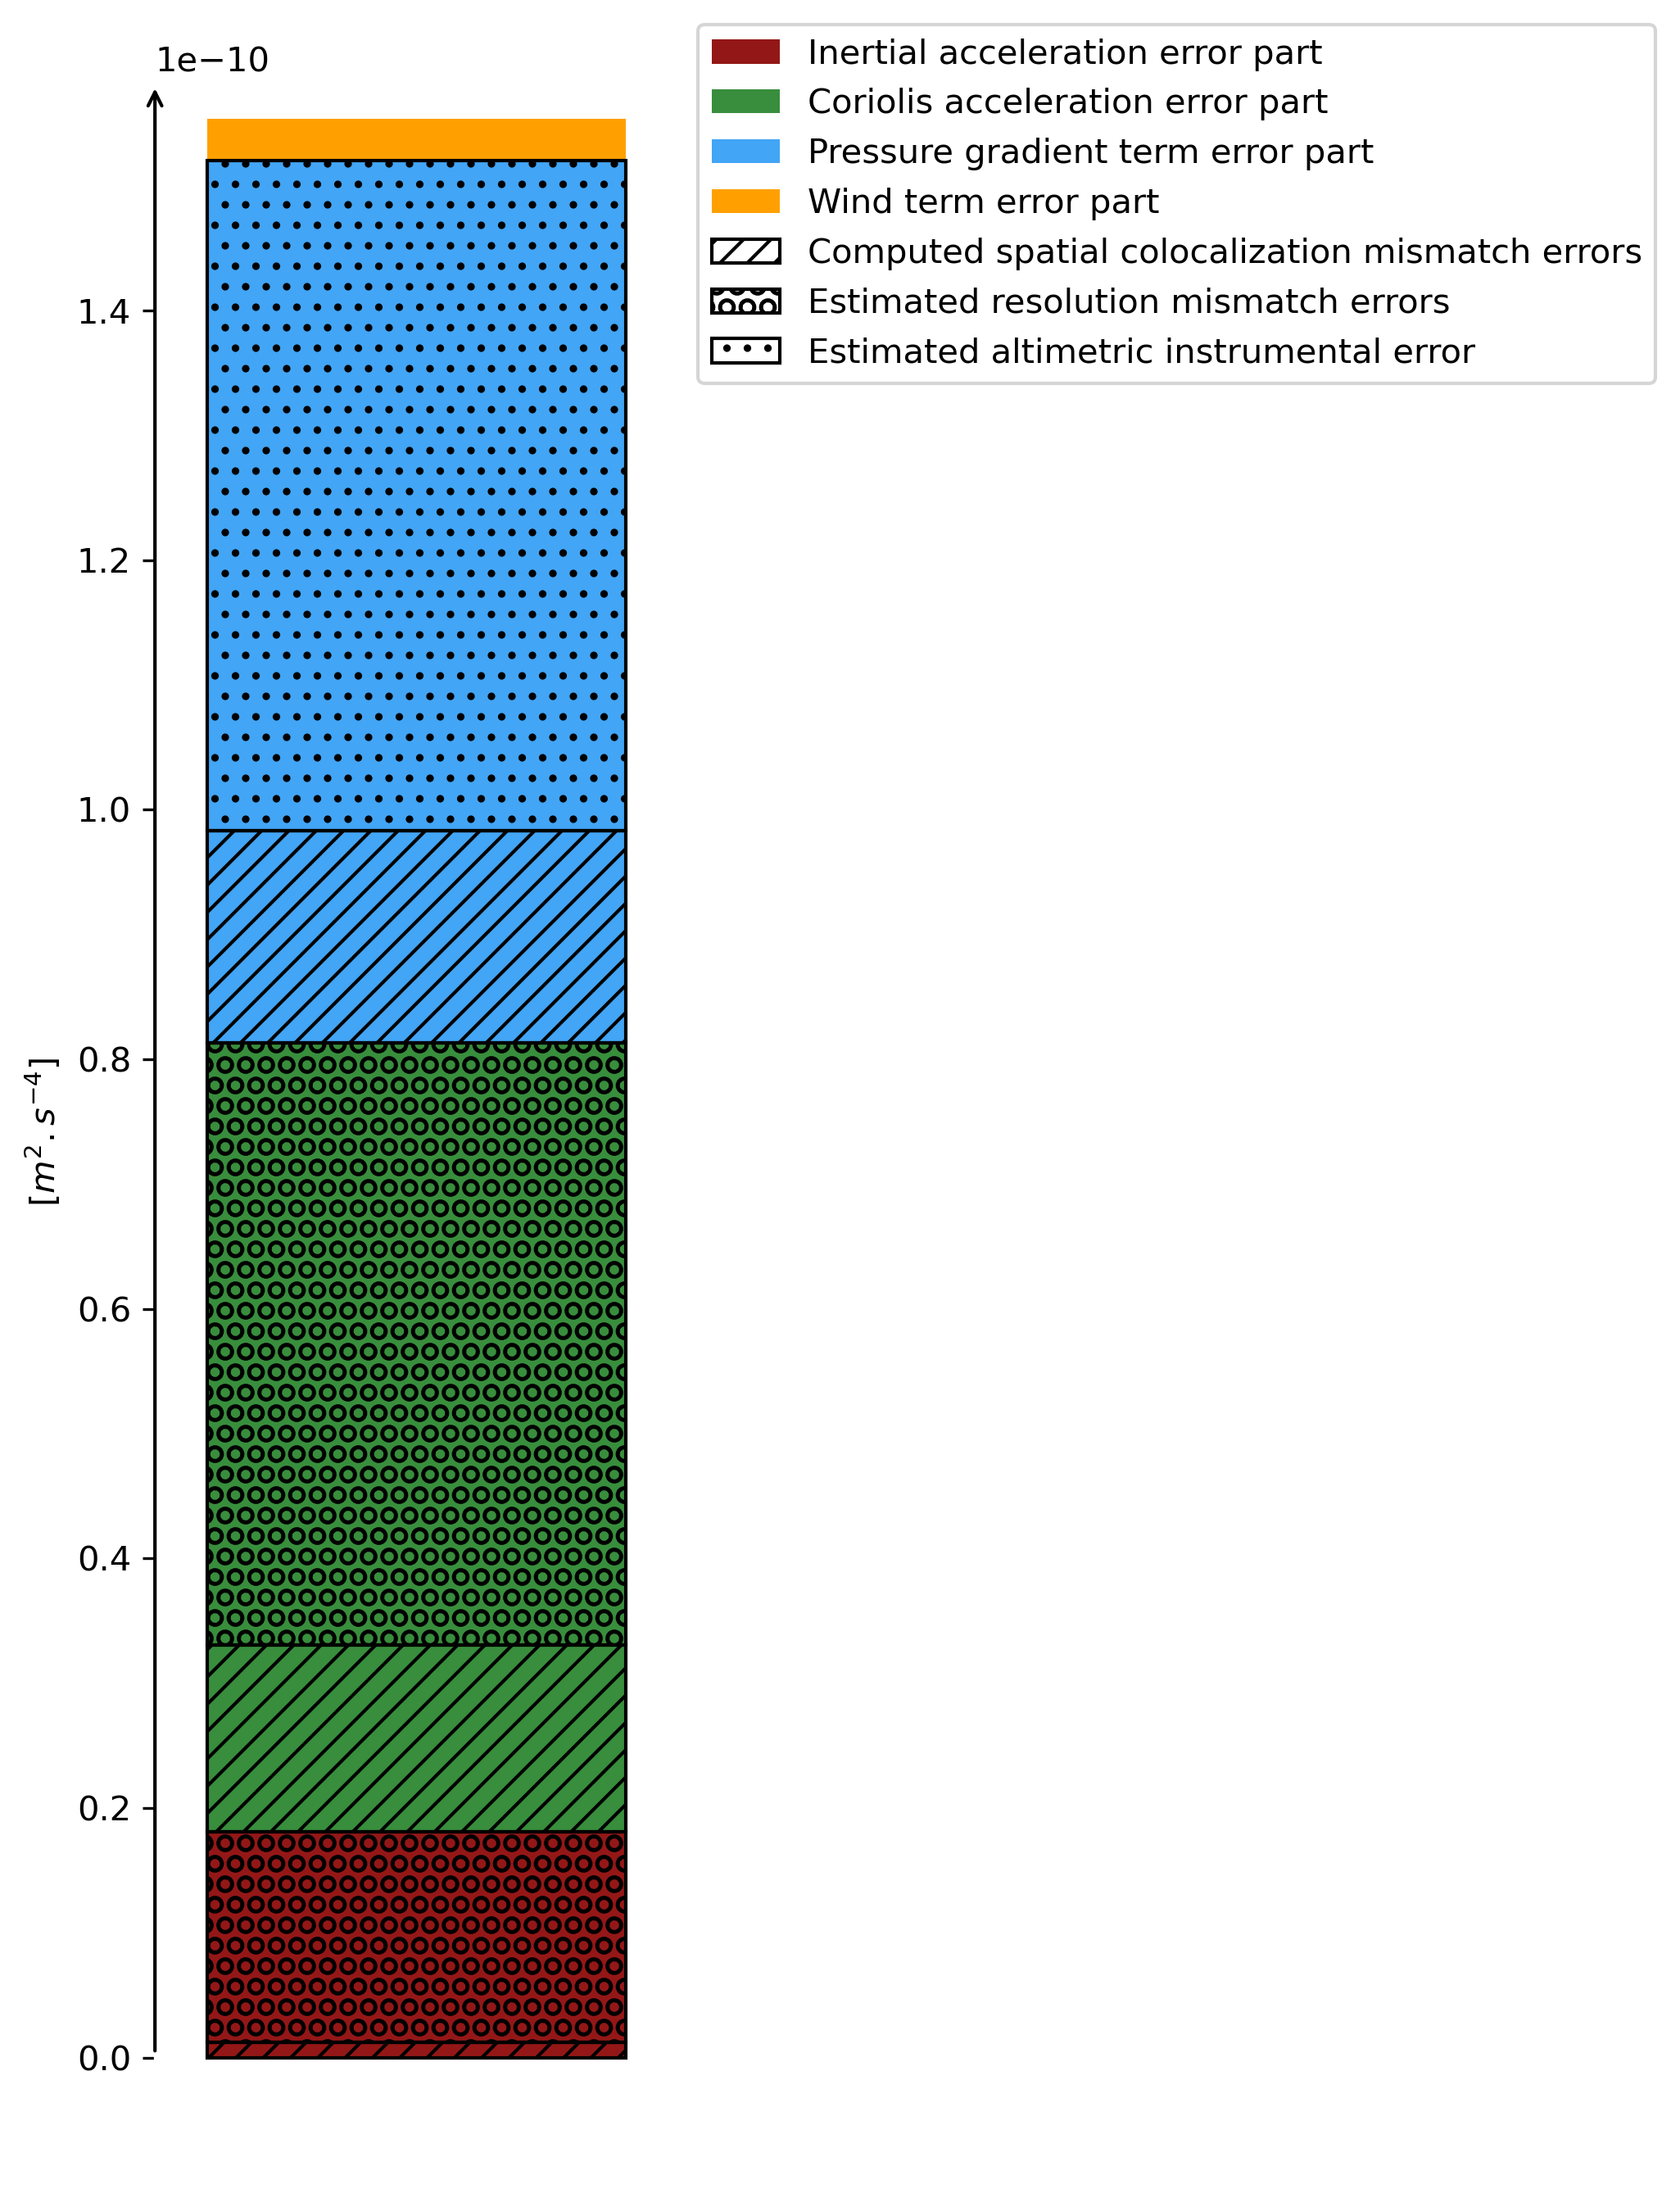 1e−10
Inertial acceleration error part
Coriolis acceleration error part
Pressure gradient term error part
Wind term error part
Computed spatial colocalization mismatch errors
Estimated resolution mismatch errors
Estimated altimetric instrumental error
1.4
1.2
1.0
0.8
0.6
0.4
0.2
0.0
[m².s⁻⁴]